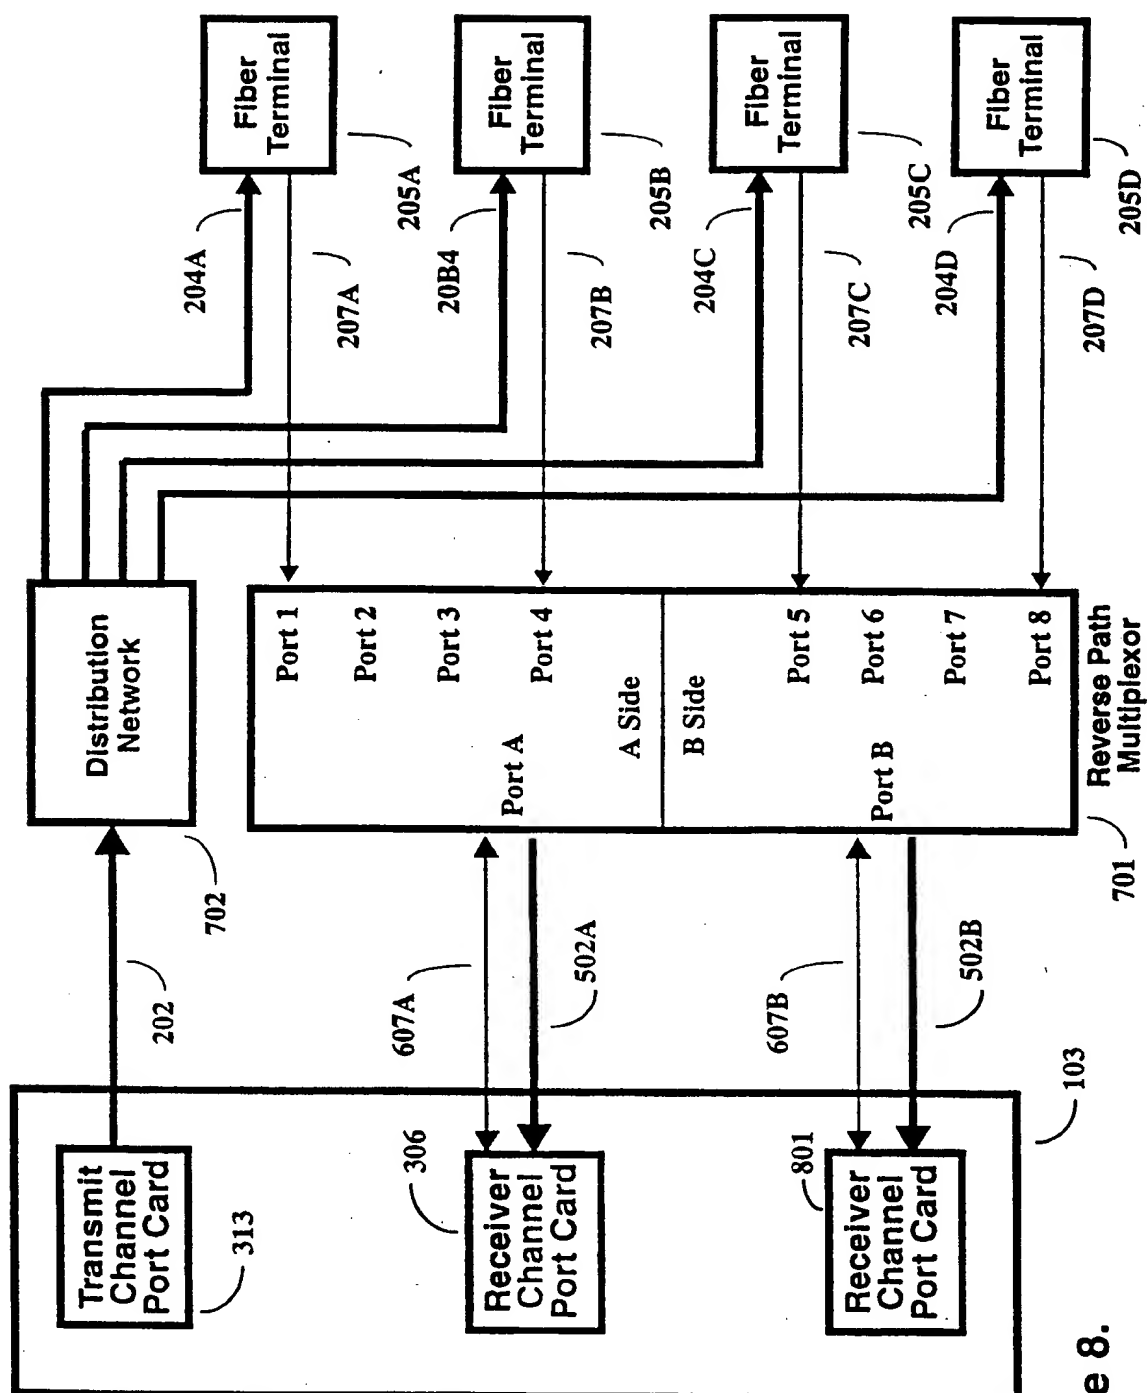 Transmit
Channel
Port Card
313
202
Distribution
Network
702
204A
Fiber
Terminal
205A
207A
20B4
Fiber
Terminal
205B
207B
204C
Fiber
Terminal
205C
207C
204D
Fiber
Terminal
205D
207D
Port 1
Port 2
Port 3
Port 4
Port A
A Side
B Side
Port B
Port 5
Port 6
Port 7
Port 8
Reverse Path
Multiplexor
701
607A
502A
Receiver
Channel
Port Card
306
607B
502B
Receiver
Channel
Port Card
801
103
e 8.